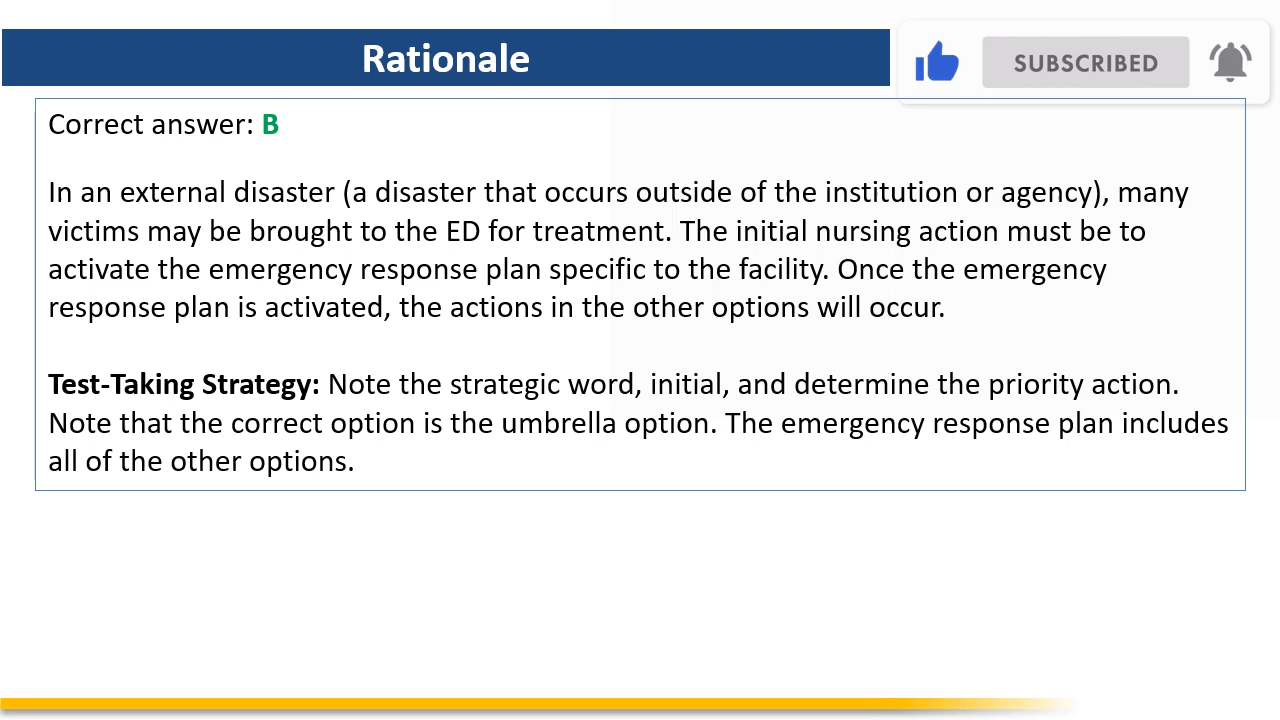 Rationale
SUBSCRIBED
Correct answer: B
In an external disaster (a disaster that occurs outside of the institution or agency), many
victims may be brought to the ED for treatment. The initial nursing action must be to
activate the emergency response plan specific to the facility. Once the emergency
response plan is activated, the actions in the other options will occur.
Test-Taking Strategy: Note the strategic word, initial, and determine the priority action.
Note that the correct option is the umbrella option. The emergency response plan includes
all of the other options.